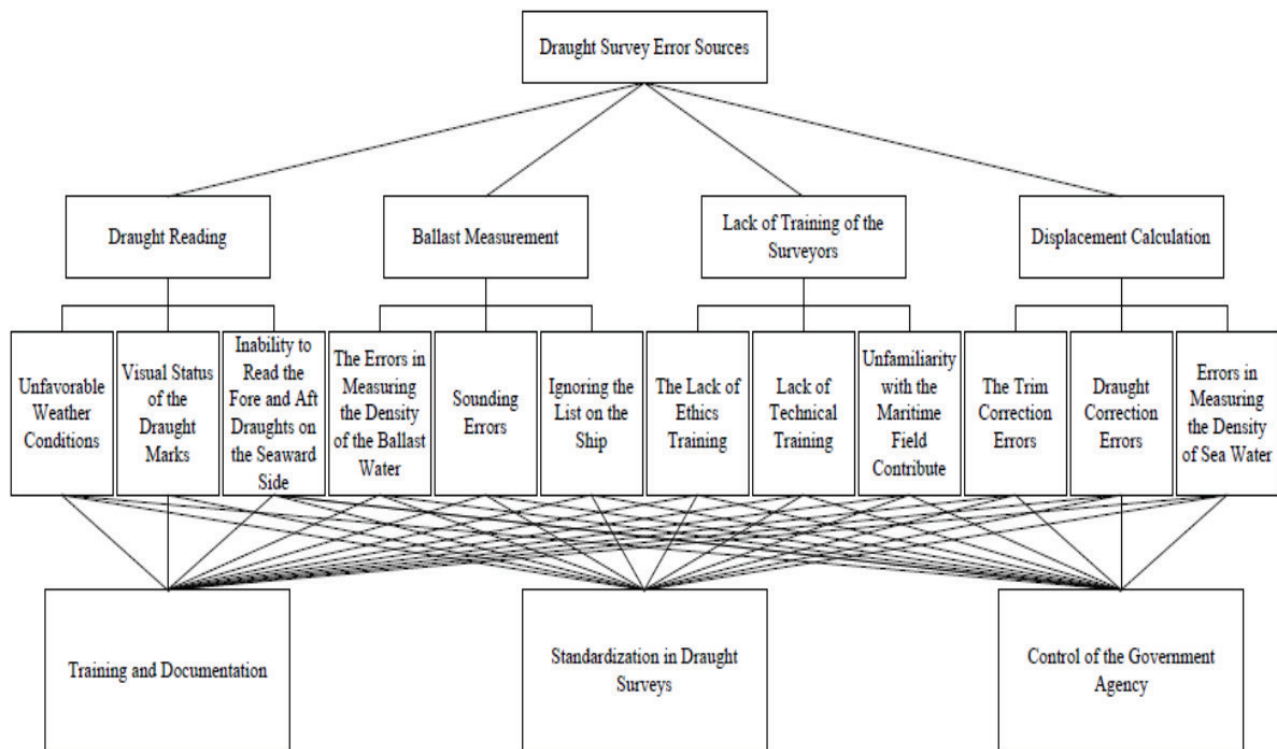 Draught Survey Error Sources
Draught Reading
Ballast Measurement
Lack of Training of the
Surveyors
Displacement Calculation
Unfavorable
Weather
Conditions
Visual Status
of the
Draught
Marks
Inability to
Read the
Fore and Aft
Draughts on
the Seaward
Side
The Errors in
Measuring
the Density
of the Ballast
Water
Sounding
Errors
Ignoring the
List on the
Ship
The Lack of
Ethics
Training
Lack of
Technical
Training
Unfamiliarity
with the
Maritime
Field
Contribute
The Trim
Correction
Errors
Draught
Correction
Errors
Errors in
Measuring
the Density
of Sea Water
Training and Documentation
Standardization in Draught
Surveys
Control of the Government
Agency